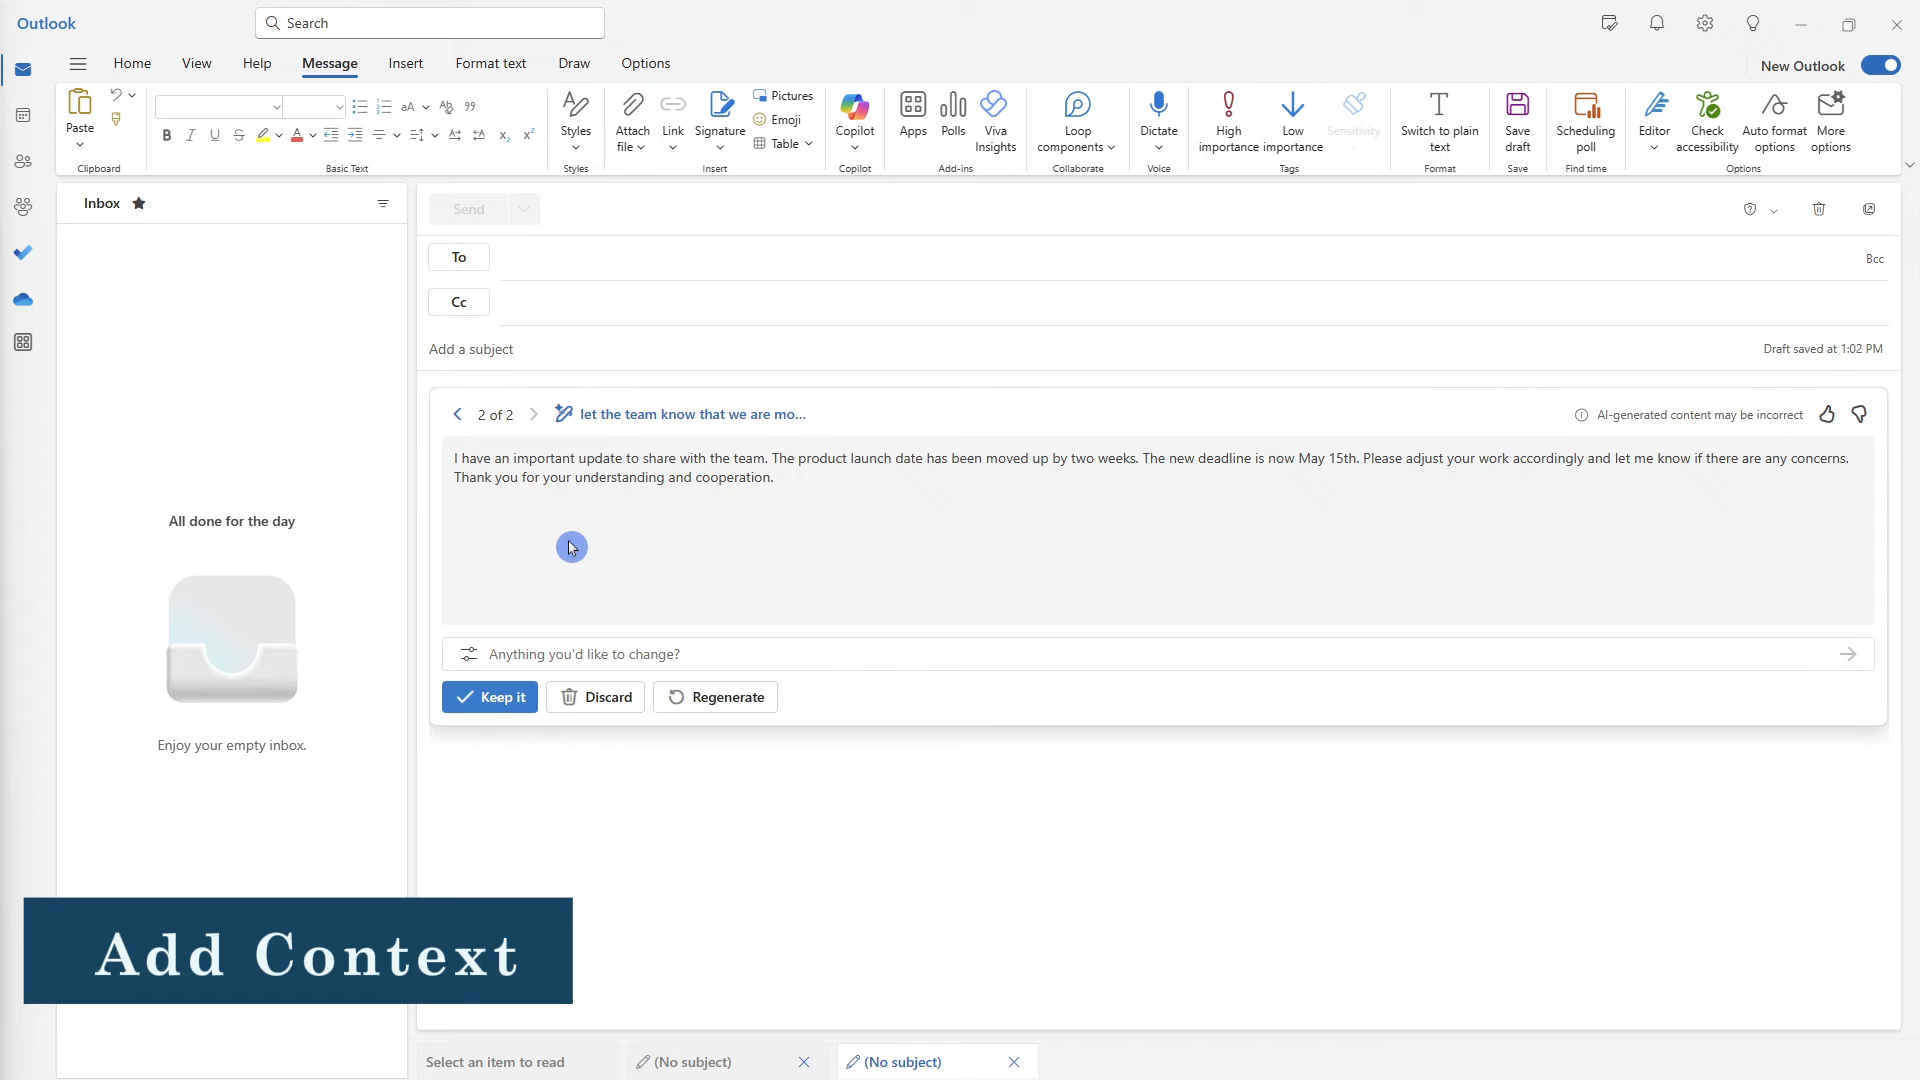 Outlook
Search
Home View Help Message Insert Format text Draw Options
New Outlook
Paste
Clipboard
Basic Text
Styles
Styles
Attach file
Link
Signature
Pictures
Emoji
Table
Insert
Copilot
Copilot
Apps
Polls
Viva Insights
Add-ins
Loop components
Collaborate
Dictate
Voice
High importance
Low importance
Sensitivity
Tags
Switch to plain text
Format
Save draft
Save
Scheduling poll
Find time
Editor
Check accessibility
Auto format options
More options
Options
Inbox
All done for the day
Enjoy your empty inbox.
Send
To
Bcc
Cc
Add a subject
Draft saved at 1:02 PM
2 of 2
let the team know that we are mo...
AI-generated content may be incorrect
I have an important update to share with the team. The product launch date has been moved up by two weeks. The new deadline is now May 15th. Please adjust your work accordingly and let me know if there are any concerns.
Thank you for your understanding and cooperation.
Anything you'd like to change?
Keep it
Discard
Regenerate
Add Context
Select an item to read
(No subject)
(No subject)